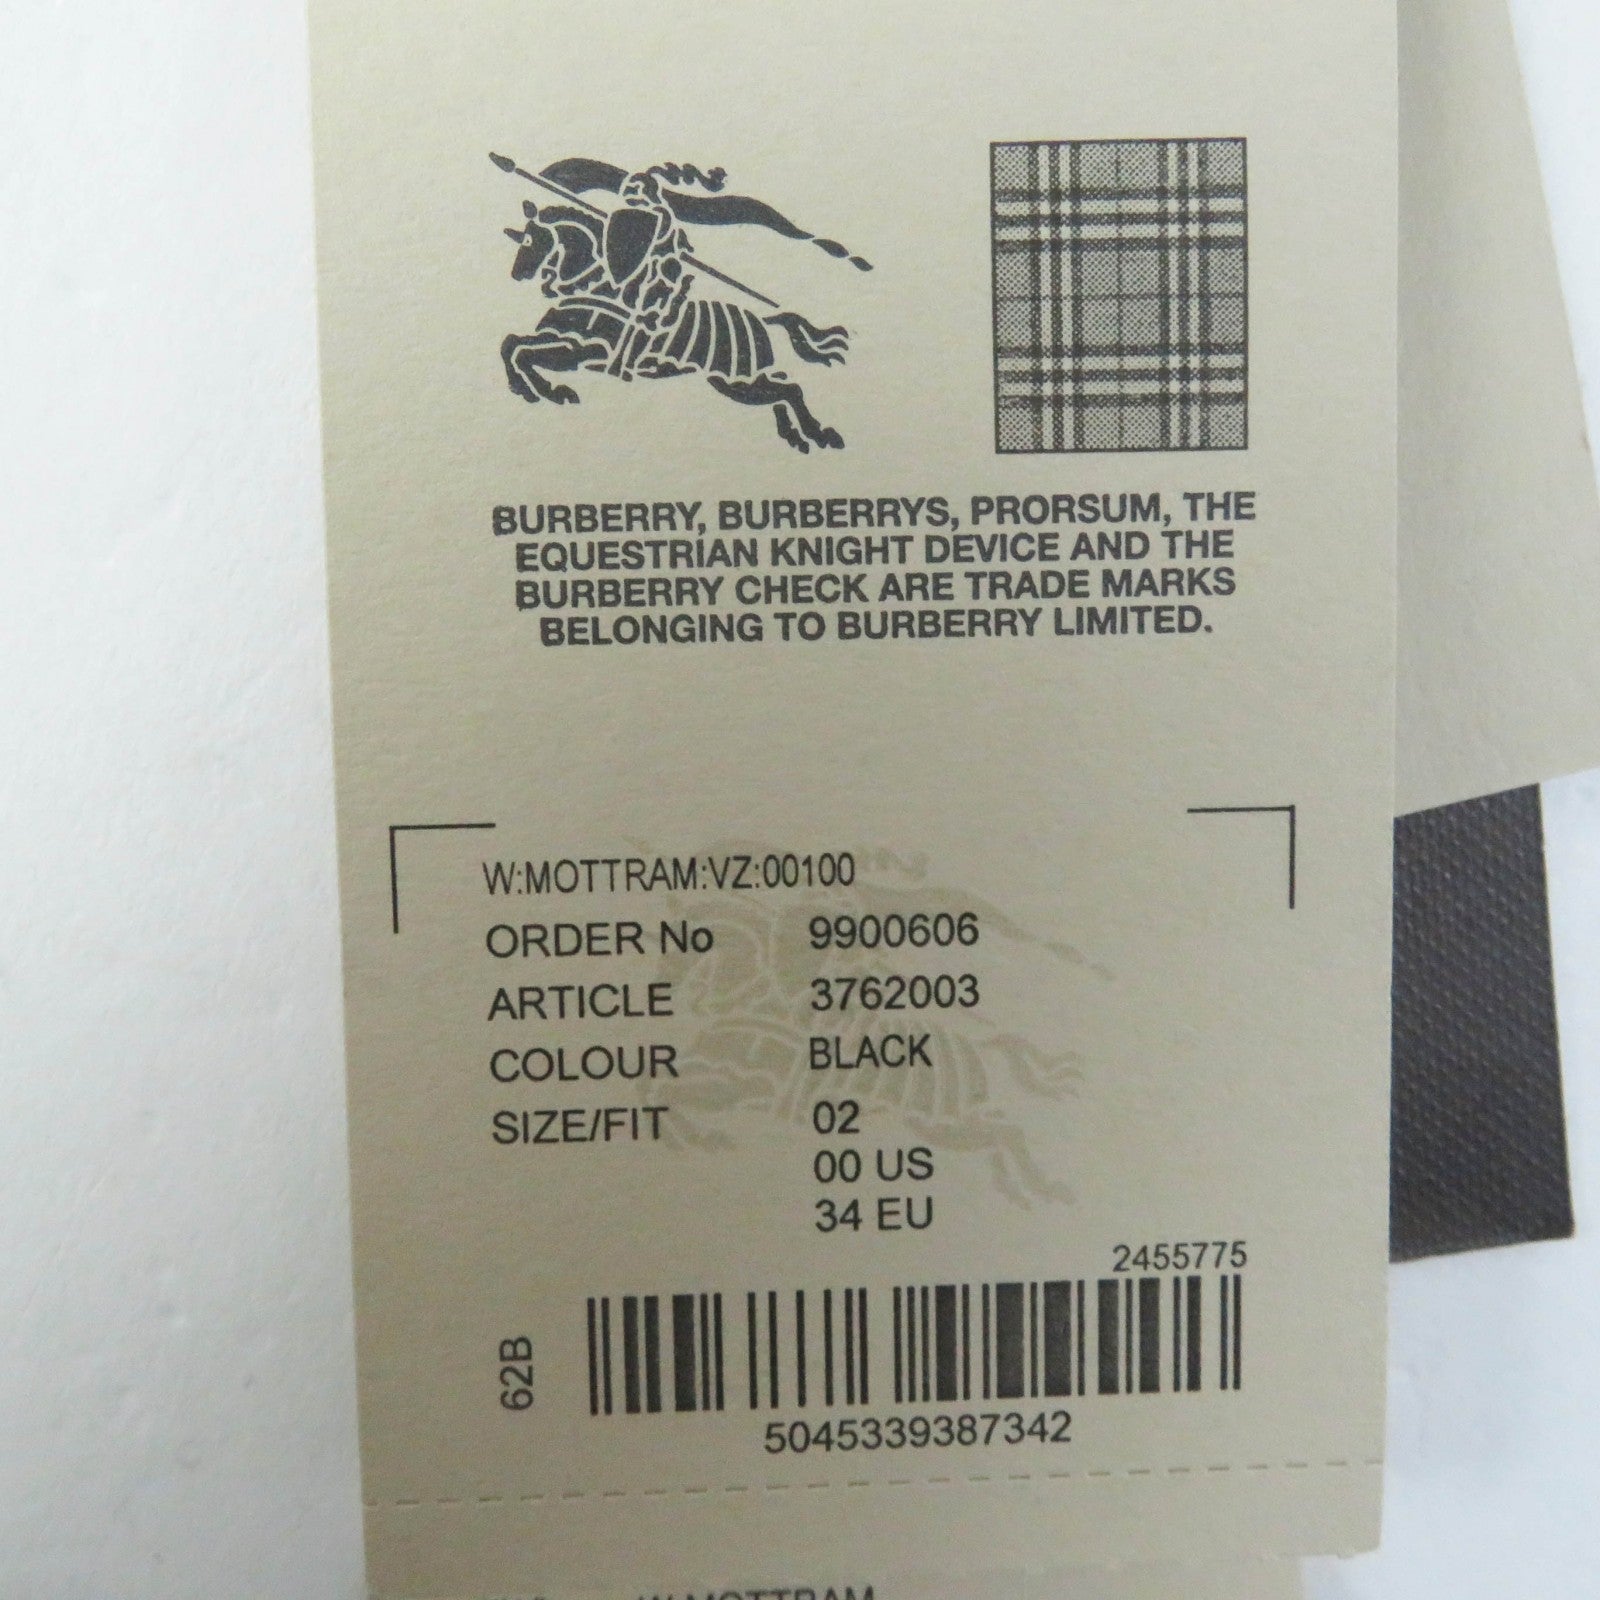 BURBERRY, BURBERRYS, PRORSUM, THE
EQUESTRIAN KNIGHT DEVICE AND THE
BURBERRY CHECK ARE TRADE MARKS
BELONGING TO BURBERRY LIMITED.
W:MOTTRAM:VZ:00100
ORDER No 9900606
ARTICLE 3762003
COLOUR BLACK
SIZE/FIT 02
00 US
34 EU
2455775
62B
5045339387342
W:MOTTRAM